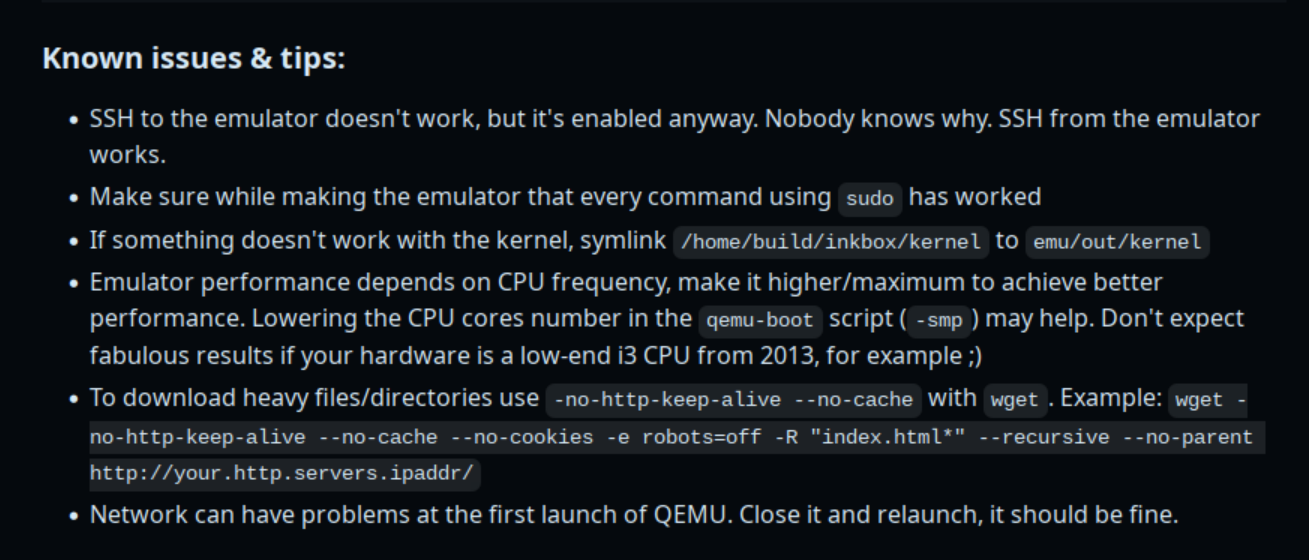 Known issues & tips:
• SSH to the emulator doesn't work, but it's enabled anyway. Nobody knows why. SSH from the emulator
works.
• Make sure while making the emulator that every command using sudo has worked
• If something doesn't work with the kernel, symlink /home/build/inkbox/kernel to emu/out/kernel
• Emulator performance depends on CPU frequency, make it higher/maximum to achieve better
performance. Lowering the CPU cores number in the qemu-boot script ( -smp ) may help. Don't expect
fabulous results if your hardware is a low-end i3 CPU from 2013, for example ;)
• To download heavy files/directories use -no-http-keep-alive --no-cache with wget . Example: wget -
no-http-keep-alive --no-cache --no-cookies -e robots=off -R "index.html*" --recursive --no-parent
http://your.http.servers.ipaddr/
• Network can have problems at the first launch of QEMU. Close it and relaunch, it should be fine.